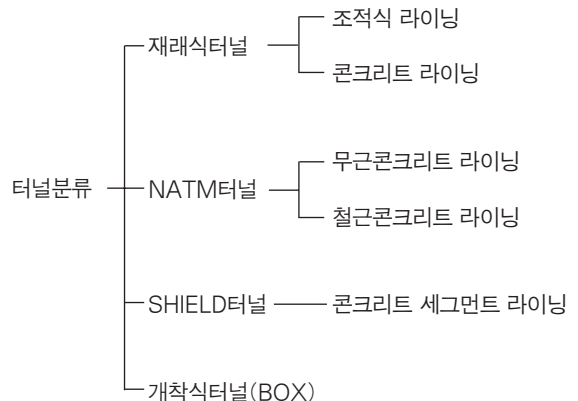 터널분류
재래식터널
조적식 라이닝
콘크리트 라이닝
NATM터널
무근콘크리트 라이닝
철근콘크리트 라이닝
SHIELD터널
콘크리트 세그먼트 라이닝
개착식터널(BOX)